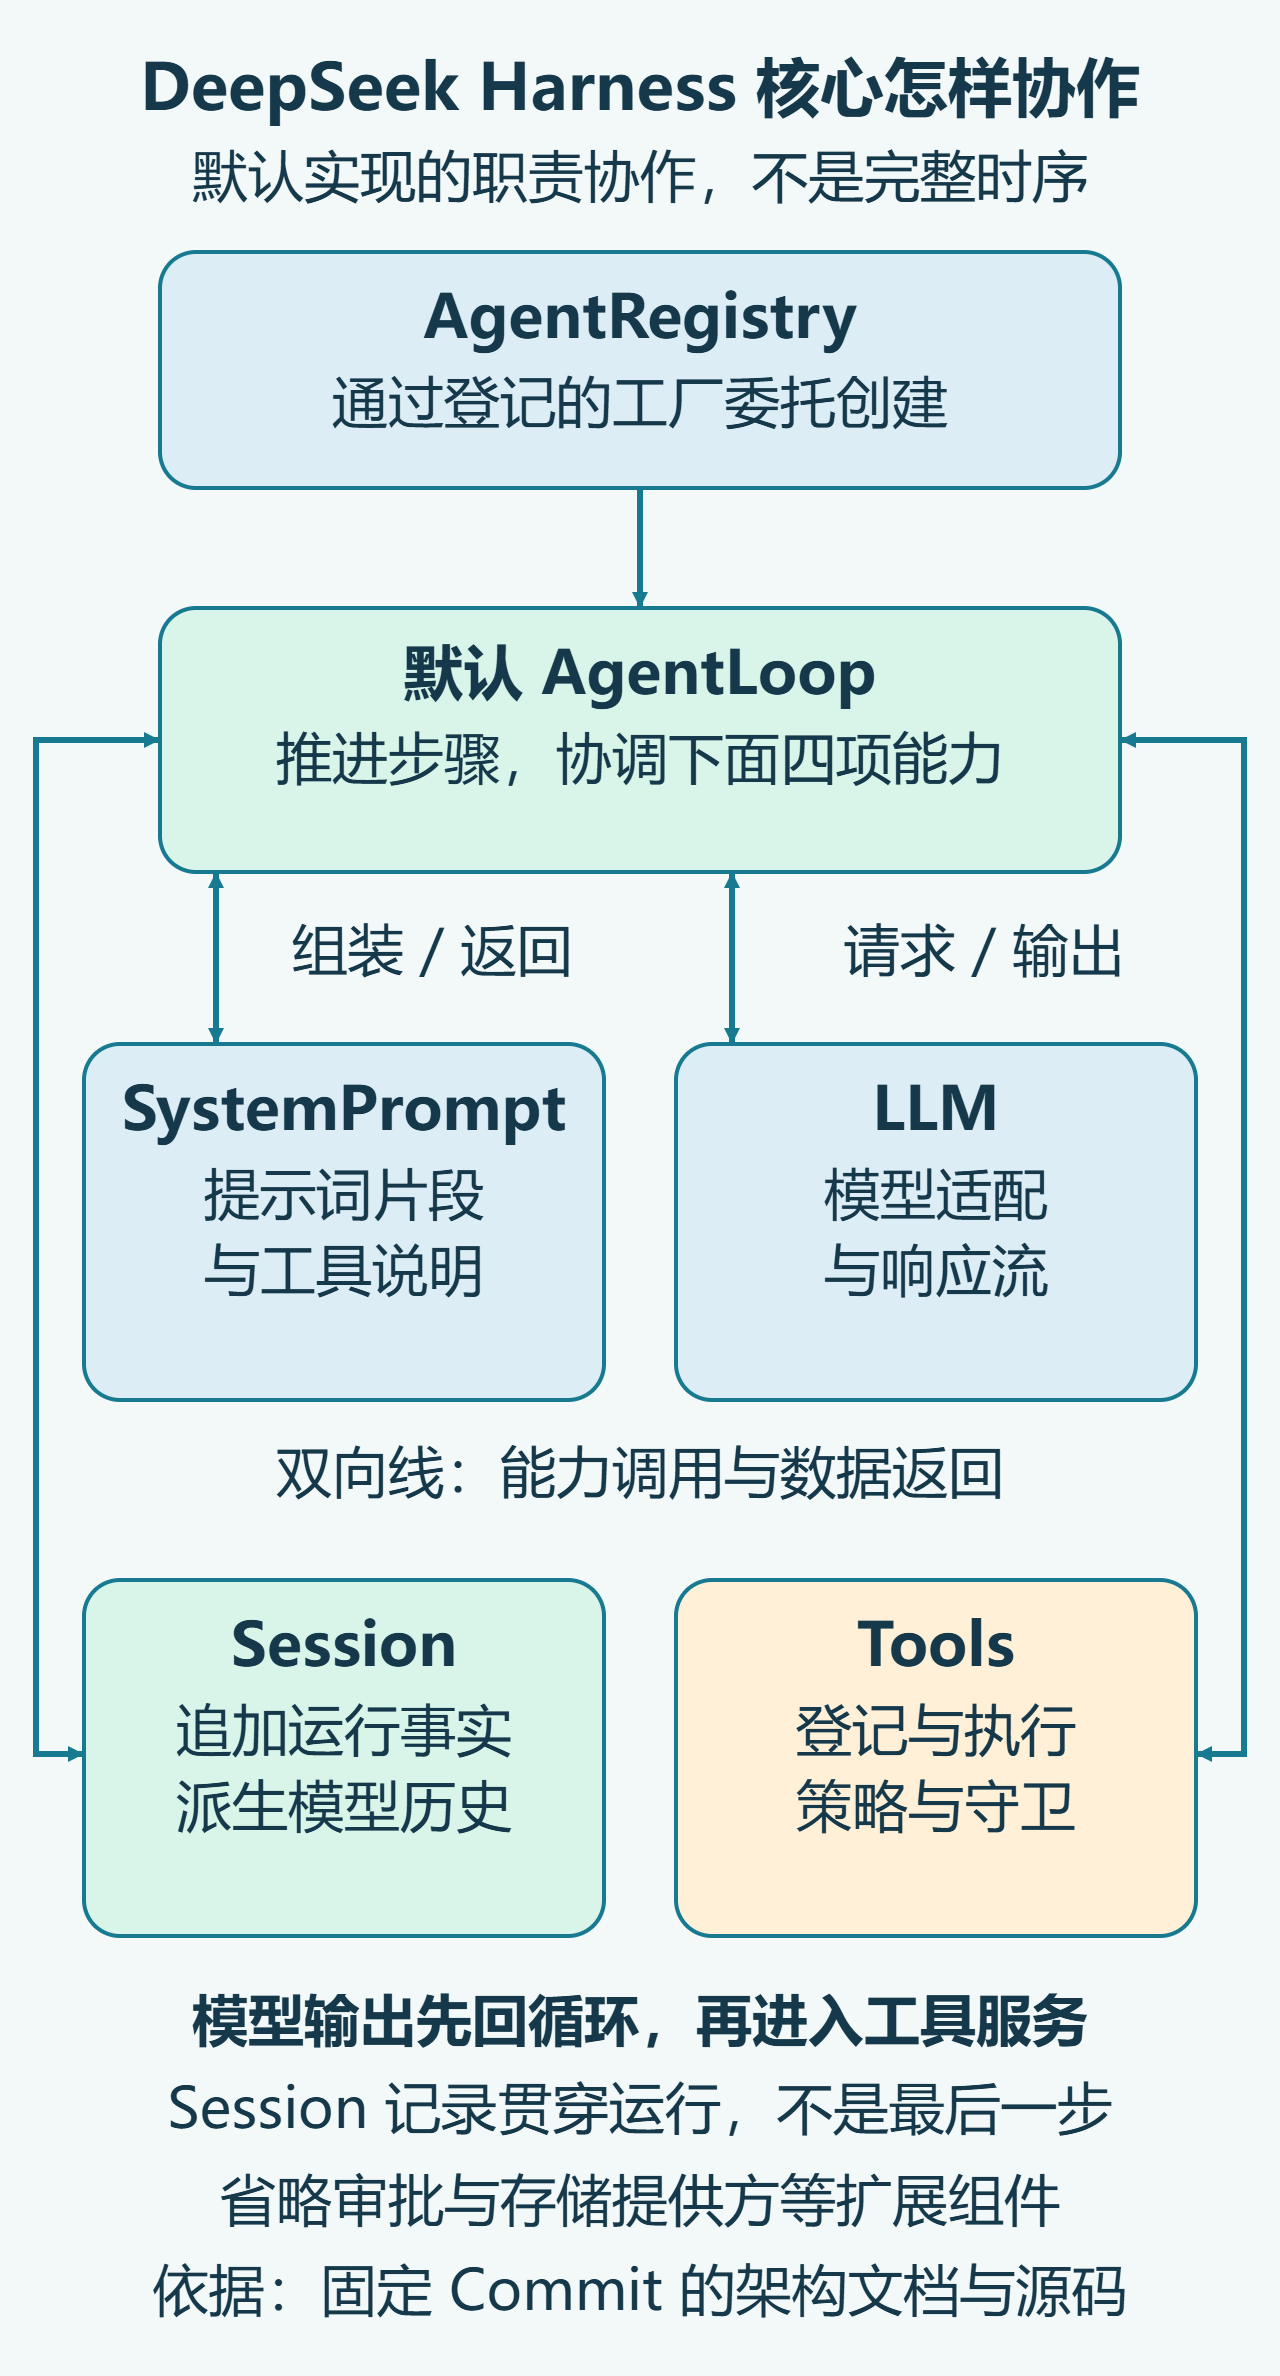 DeepSeek Harness 核心怎样协作
默认实现的职责协作，不是完整时序
AgentRegistry
通过登记的工厂委托创建
默认 AgentLoop
推进步骤，协调下面四项能力
组装 / 返回
请求 / 输出
SystemPrompt
提示词片段
与工具说明
LLM
模型适配
与响应流
双向线：能力调用与数据返回
Session
追加运行事实
派生模型历史
Tools
登记与执行
策略与守卫
模型输出先回循环，再进入工具服务
Session 记录贯穿运行，不是最后一步
省略审批与存储提供方等扩展组件
依据：固定 Commit 的架构文档与源码